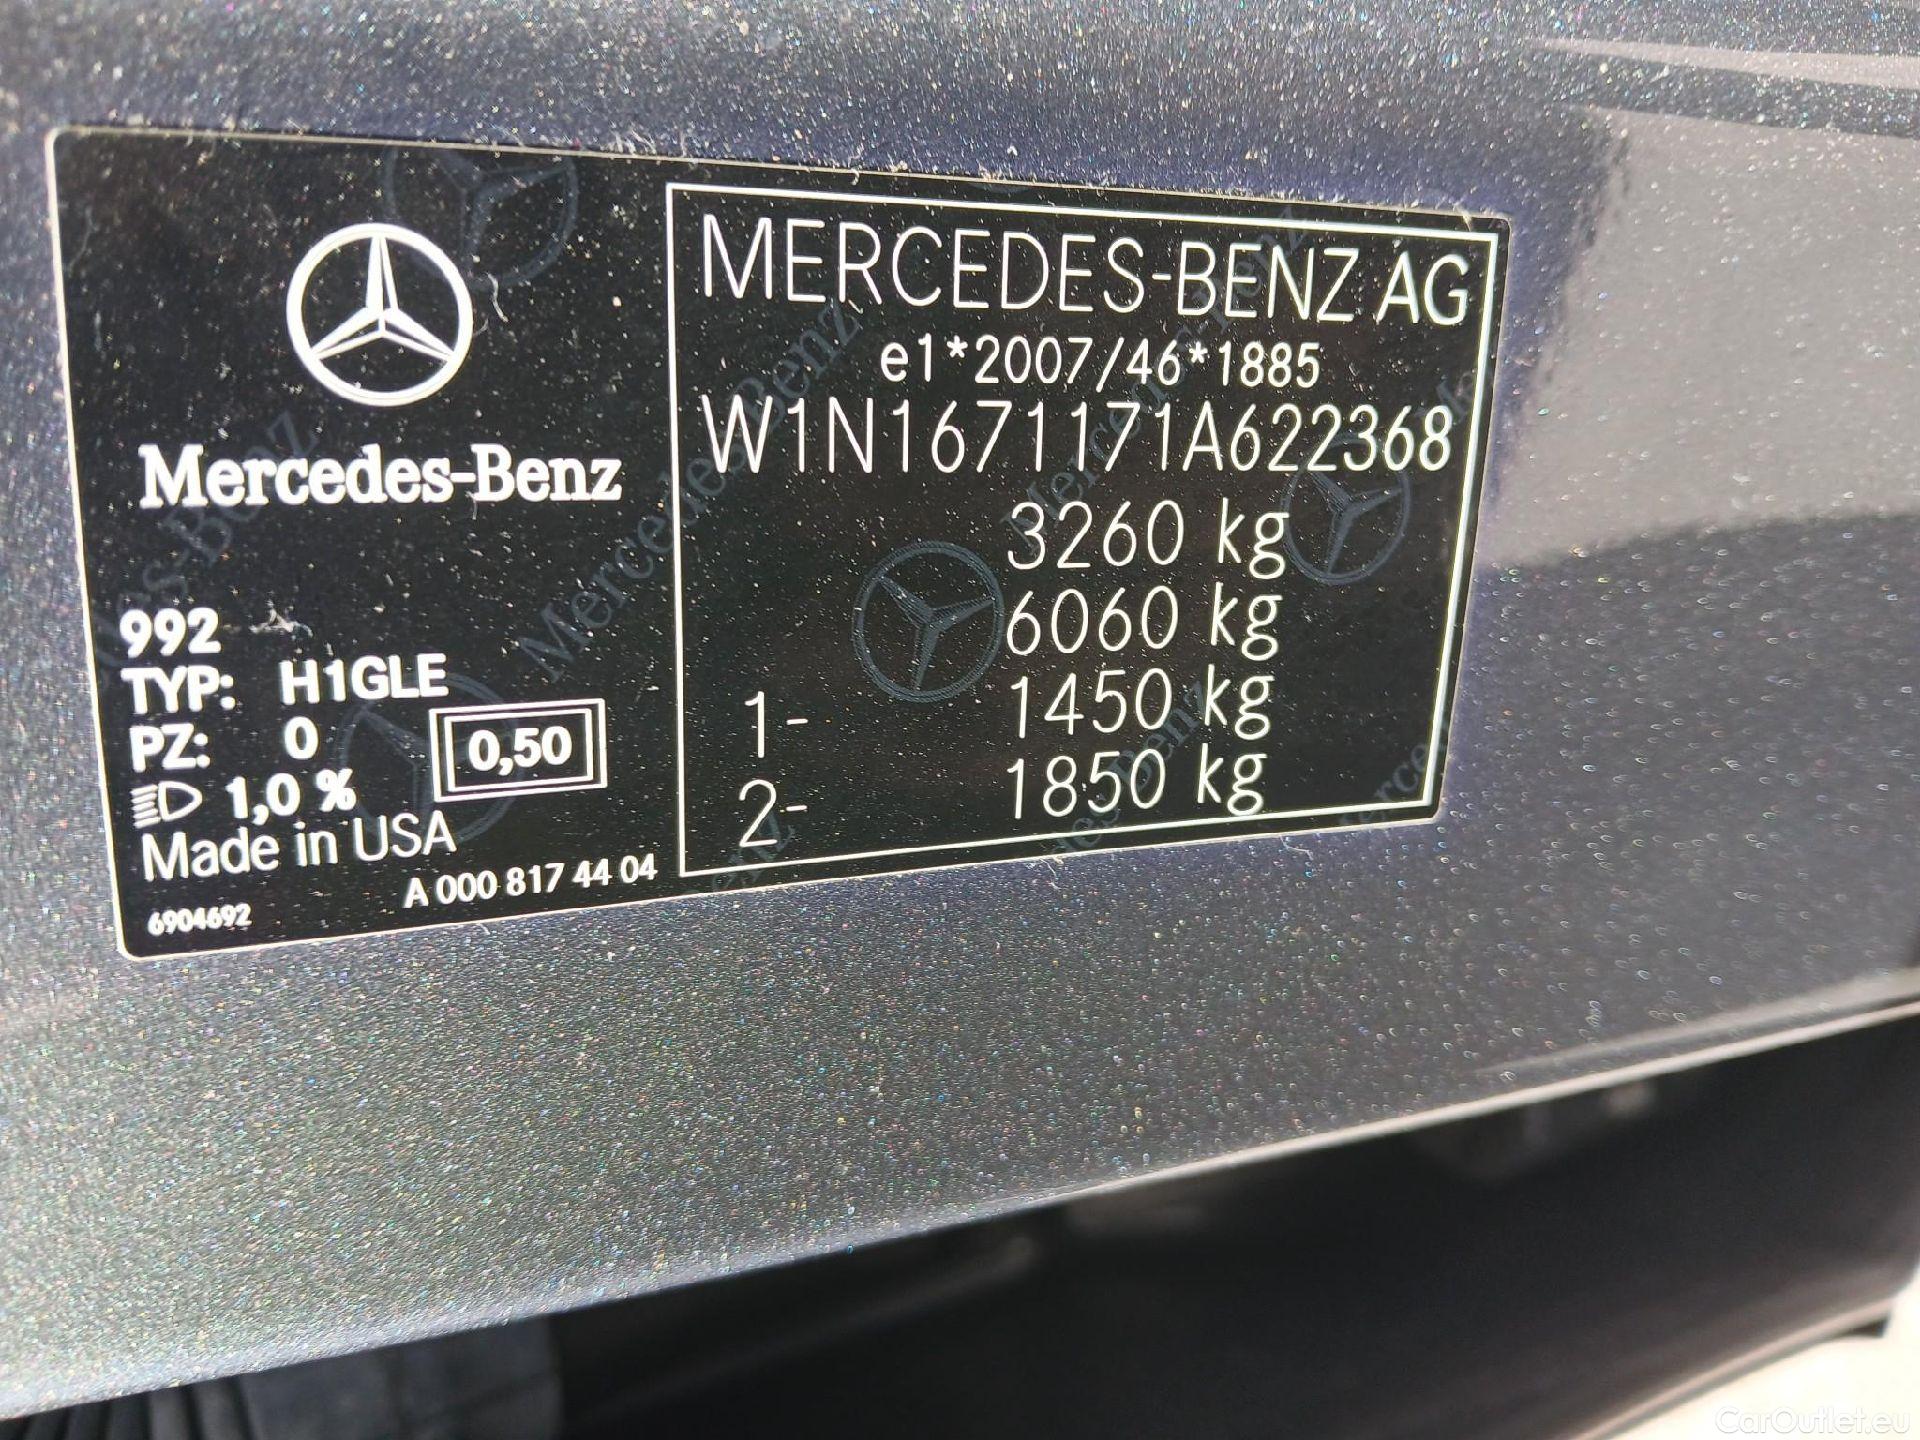 Mercedes-Benz
992
TYP: H1GLE
PZ: 0
1,0 %
0,50
Made in USA
A 000 817 44 04
6904692
MERCEDES-BENZ AG
e1*2007/46*1885
W1N1671171A622368
3260 kg
6060 kg
1- 1450 kg
2- 1850 kg
CarOutlet.eu